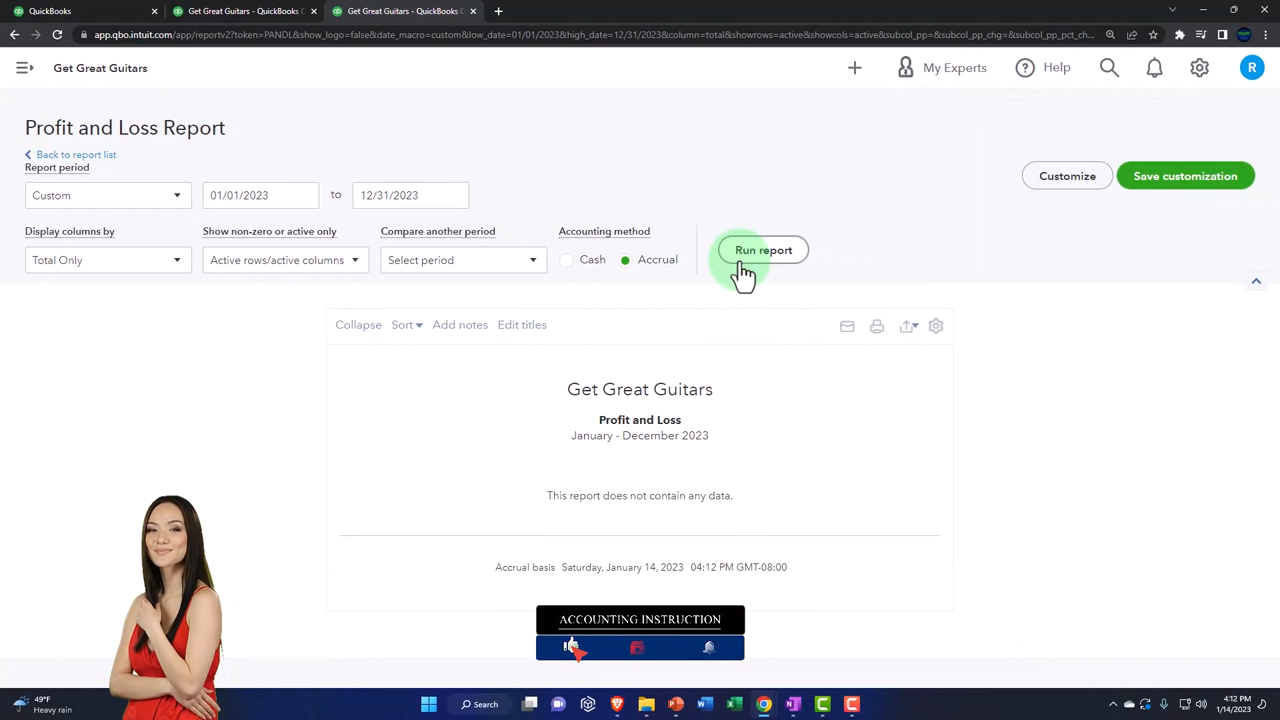 Get Great Guitars - QuickBooks C
Get Great Guitars - QuickBooks C
app.qbo.intuit.com/app/reportv2?token=PANDL&show_logo=false&date_macro=custom&low_date=01/01/2023&high_date=12/31/2023&column=total&showrows=active&showcols=active&subcol_pp=&subcol_pp_chg=&subcol_pp_pct_chg...
Get Great Guitars
My Experts
Help
R
Profit and Loss Report
Back to report list
Report period
Custom 01/01/2023 to 12/31/2023
Customize
Save customization
Display columns by Show non-zero or active only Compare another period Accounting method
Total Only Active rows/active columns Select period Cash Accrual
Run report
Collapse Sort Add notes Edit titles
Get Great Guitars
Profit and Loss
January - December 2023
This report does not contain any data.
Accrual basis Saturday, January 14, 2023 04:12 PM GMT-08:00
ACCOUNTING INSTRUCTION
49°F
Heavy rain
Search
4:12 PM
1/14/2023